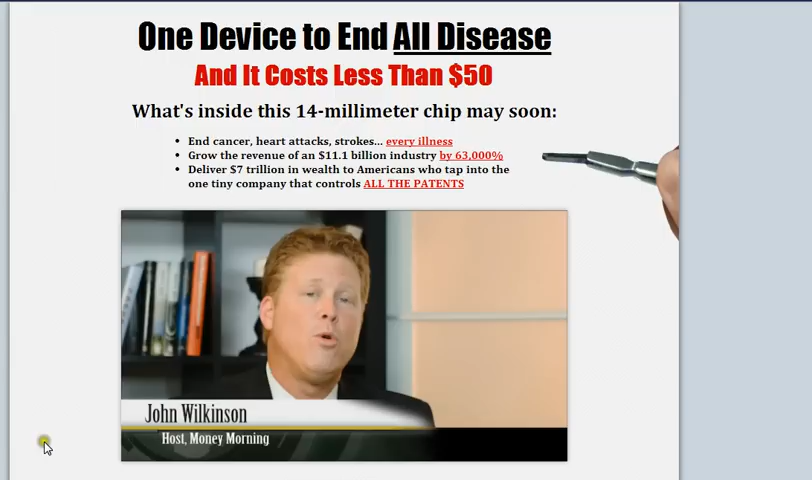 One Device to End All Disease
And It Costs Less Than $50
What's inside this 14-millimeter chip may soon:
• End cancer, heart attacks, strokes... every illness
• Grow the revenue of an $11.1 billion industry by 63,000%
• Deliver $7 trillion in wealth to Americans who tap into the
one tiny company that controls ALL THE PATENTS
John Wilkinson
Host, Money Morning